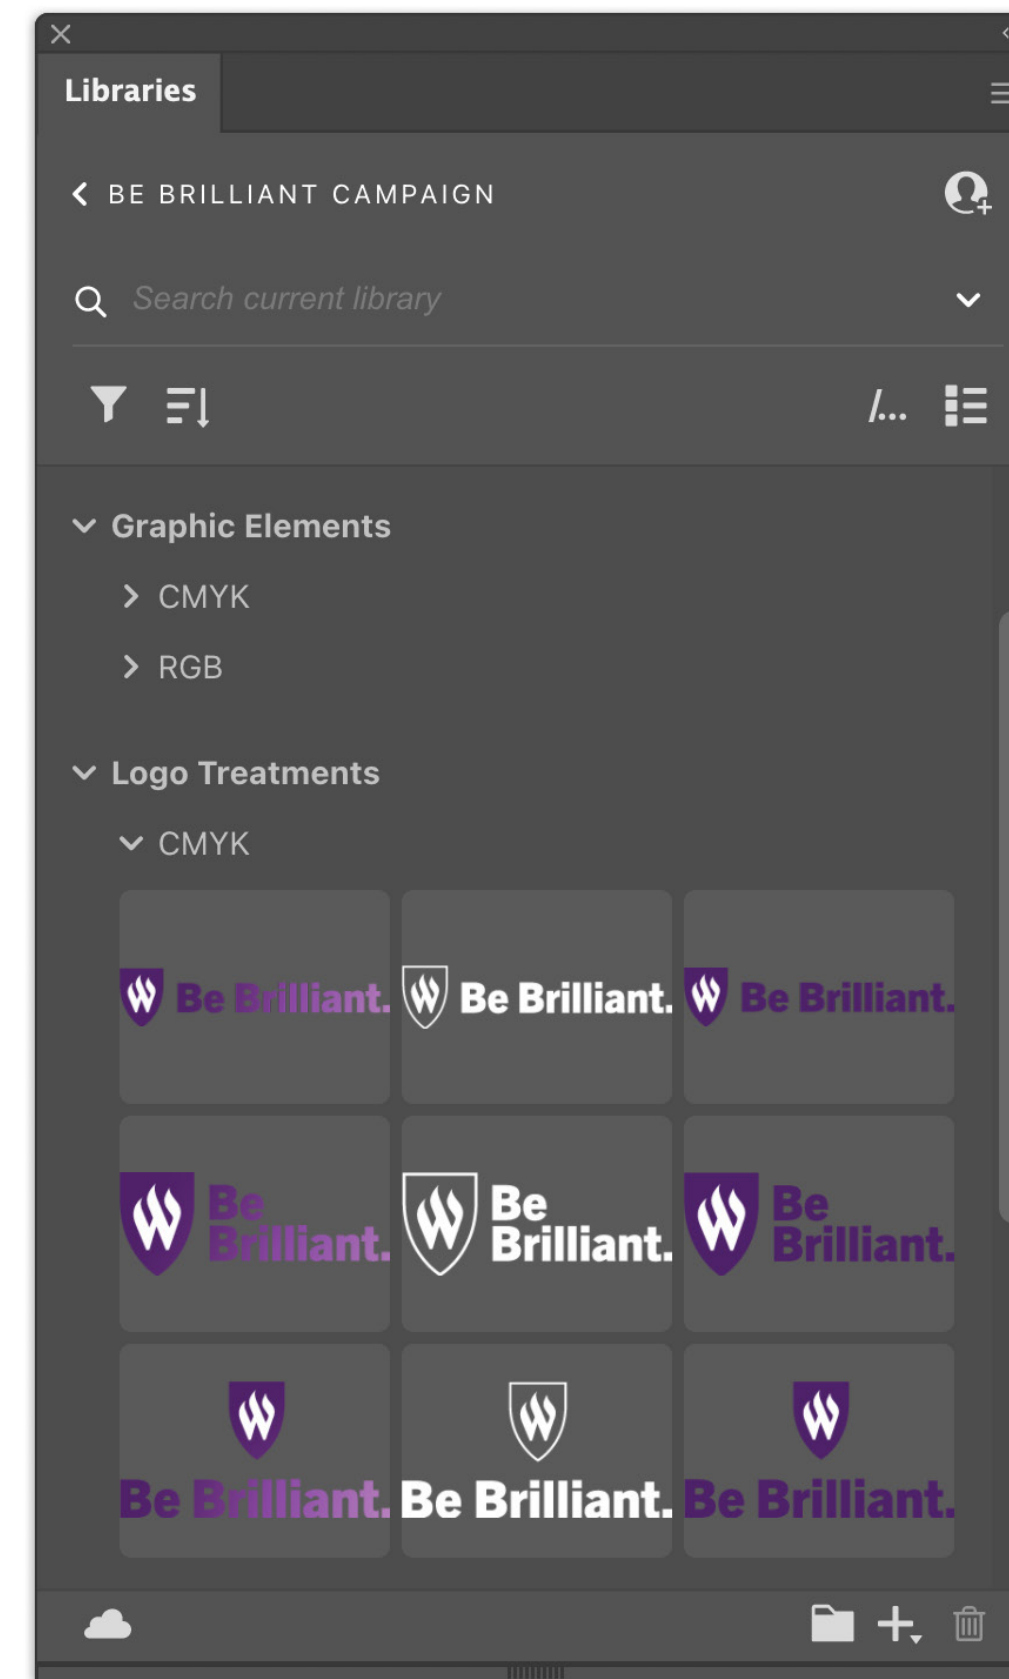 Libraries
BE BRILLIANT CAMPAIGN
Search current library
/...
Graphic Elements
CMYK
RGB
Logo Treatments
CMYK
Be Brilliant. Be Brilliant. Be Brilliant.
Be Be Be
Brilliant. Brilliant. Brilliant.
Be Brilliant. Be Brilliant. Be Brilliant.